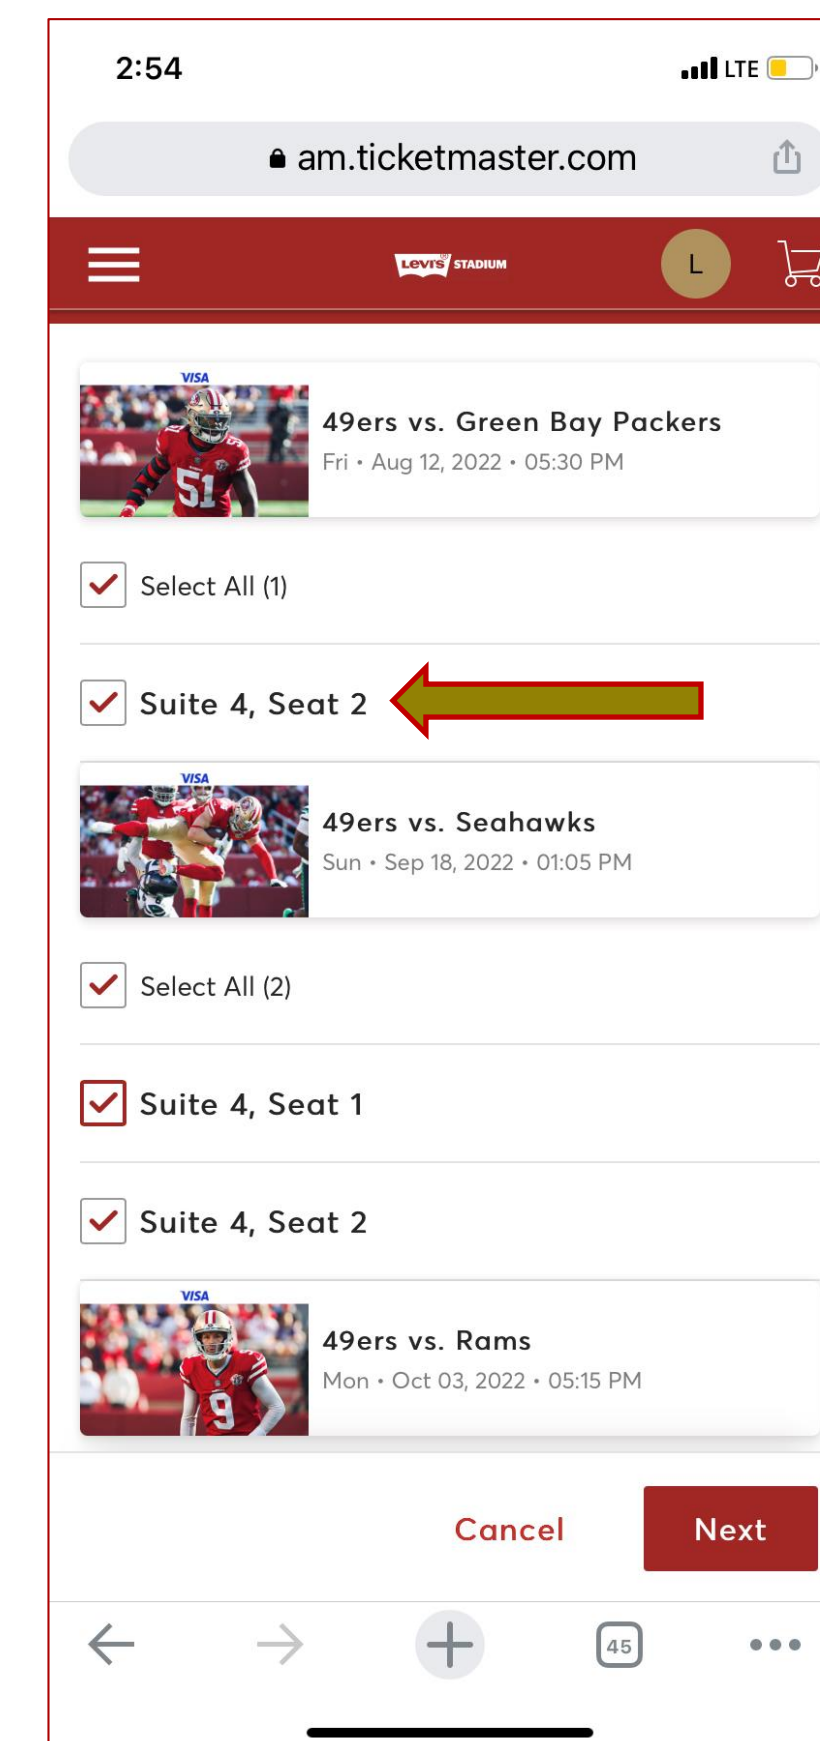 2:54
LTE
am.ticketmaster.com
LEVI'S STADIUM
L
VISA
51
49ers vs. Green Bay Packers
Fri • Aug 12, 2022 • 05:30 PM
Select All (1)
Suite 4, Seat 2
VISA
49ers vs. Seahawks
Sun • Sep 18, 2022 • 01:05 PM
Select All (2)
Suite 4, Seat 1
Suite 4, Seat 2
VISA
9
49ers vs. Rams
Mon • Oct 03, 2022 • 05:15 PM
Cancel
Next
45